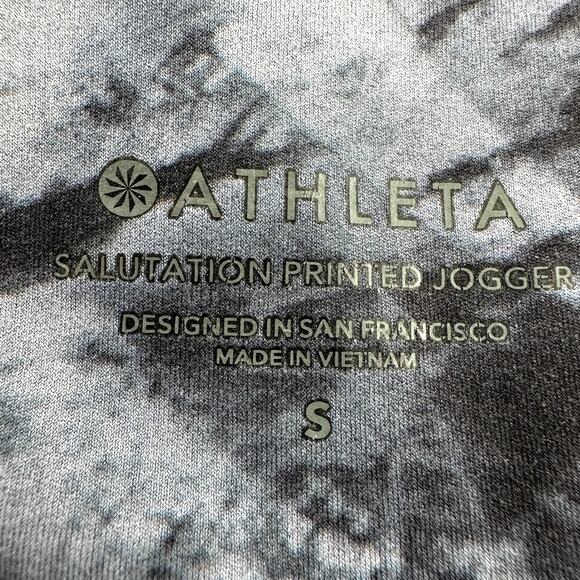 ATHLETA
SALUTATION PRINTED JOGGER
DESIGNED IN SAN FRANCISCO
MADE IN VIETNAM
S